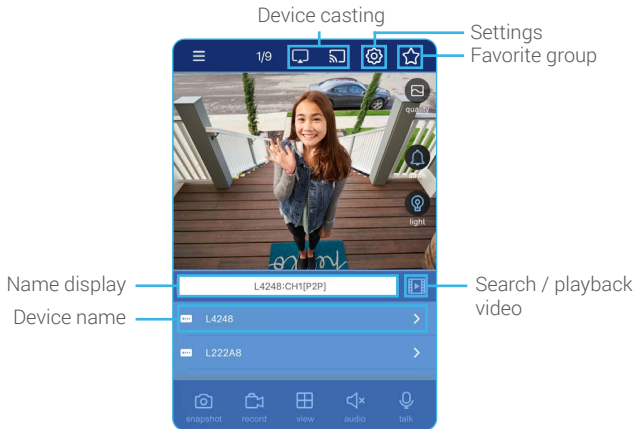 Device casting
Settings
Favorite group
1/9
quality
light
hello
Name display
L4248:CH1[P2P]
Search / playback
video
Device name
L4248
L222A8
snapshot
record
view
audio
talk